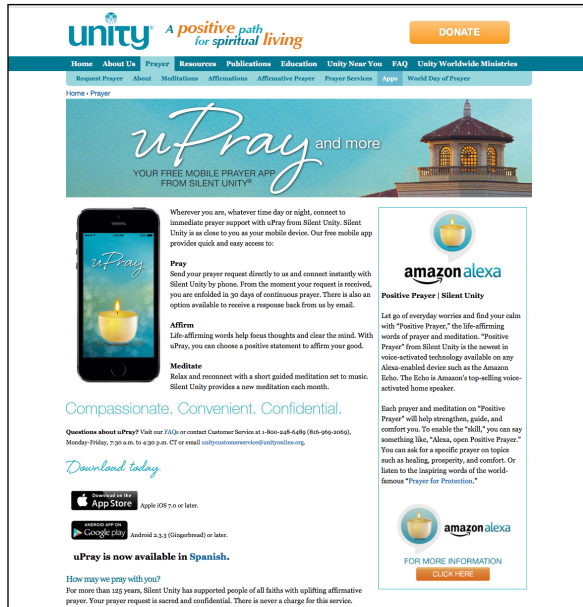 unity® A positive path
for spiritual living
DONATE
Home About Us Prayer Resources Publications Education Unity Near You FAQ Unity Worldwide Ministries
Request Prayer About Meditations Affirmations Affirmative Prayer Prayer Services Apps World Day of Prayer
Home › Prayer
uPray and more
YOUR FREE MOBILE PRAYER APP
FROM SILENT UNITY®
uPray
Wherever you are, whatever time day or night, connect to
immediate prayer support with uPray from Silent Unity. Silent
Unity is as close to you as your mobile device. Our free mobile app
provides quick and easy access to:
Pray
Send your prayer request directly to us and connect instantly with
Silent Unity by phone. From the moment your request is received,
you are enfolded in 30 days of continuous prayer. There is also an
option available to receive a response back from us by email.
Affirm
Life-affirming words help focus thoughts and clear the mind. With
uPray, you can choose a positive statement to affirm your good.
Meditate
Relax and reconnect with a short guided meditation set to music.
Silent Unity provides a new meditation each month.
Compassionate. Convenient. Confidential.
Questions about uPray? Visit our FAQs or contact Customer Service at 1-800-248-6489 (816-969-2069),
Monday-Friday, 7:30 a.m. to 4:30 p.m. CT or email unitycustomerservice@unityonline.org.
Download today.
Download on the
App Store Apple iOS 7.0 or later.
ANDROID APP ON
Google play Android 2.3.3 (Gingerbread) or later.
uPray is now available in Spanish.
How may we pray with you?
For more than 125 years, Silent Unity has supported people of all faiths with uplifting affirmative
prayer. Your prayer request is sacred and confidential. There is never a charge for this service.
amazon alexa
Positive Prayer | Silent Unity
Let go of everyday worries and find your calm
with "Positive Prayer," the life-affirming
words of prayer and meditation. "Positive
Prayer" from Silent Unity is the newest in
voice-activated technology available on any
Alexa-enabled device such as the Amazon
Echo. The Echo is Amazon's top-selling voice-
activated home speaker.
Each prayer and meditation on "Positive
Prayer" will help strengthen, guide, and
comfort you. To enable the "skill," you can say
something like, "Alexa, open Positive Prayer."
You can ask for a specific prayer on topics
such as healing, prosperity, and comfort. Or
listen to the inspiring words of the world-
famous "Prayer for Protection."
amazon alexa
FOR MORE INFORMATION
CLICK HERE